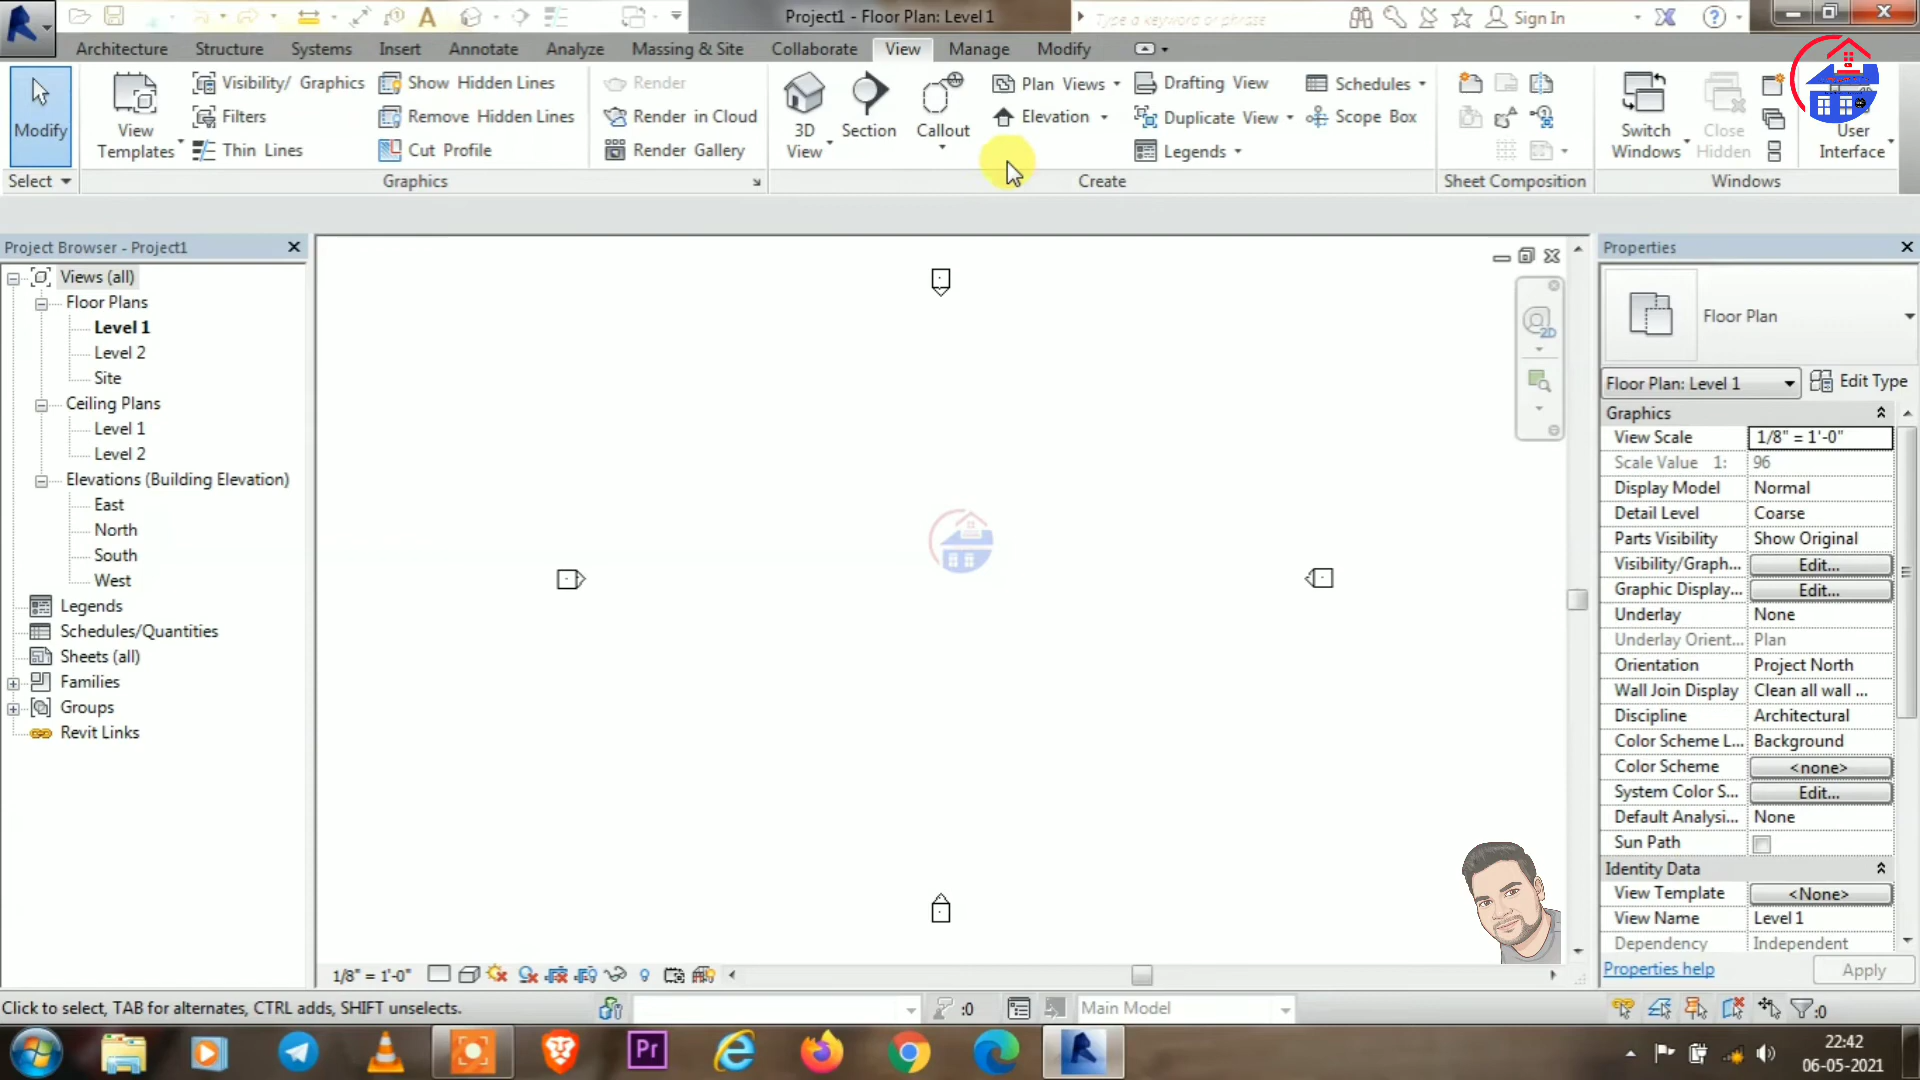 Project1 - Floor Plan: Level 1
Type a keyword or phrase
Sign In
Architecture Structure Systems Insert Annotate Analyze Massing & Site Collaborate View Manage Modify
Modify
Select
View Templates
Visibility/ Graphics
Filters
Thin Lines
Show Hidden Lines
Remove Hidden Lines
Cut Profile
Graphics
Render
Render in Cloud
Render Gallery
3D View
Section
Callout
Plan Views
Elevation
Drafting View
Duplicate View
Legends
Schedules
Scope Box
Create
Sheet Composition
Switch Windows
Close Hidden
User Interface
Windows
Project Browser - Project1
Views (all)
Floor Plans
Level 1
Level 2
Site
Ceiling Plans
Level 1
Level 2
Elevations (Building Elevation)
East
North
South
West
Legends
Schedules/Quantities
Sheets (all)
Families
Groups
Revit Links
2D
Properties
Floor Plan
Floor Plan: Level 1 Edit Type
Graphics
View Scale 1/8" = 1'-0"
Scale Value 1: 96
Display Model Normal
Detail Level Coarse
Parts Visibility Show Original
Visibility/Graph... Edit...
Graphic Display... Edit...
Underlay None
Underlay Orient... Plan
Orientation Project North
Wall Join Display Clean all wall ...
Discipline Architectural
Color Scheme L... Background
Color Scheme <none>
System Color S... Edit...
Default Analysi... None
Sun Path
Identity Data
View Template <None>
View Name Level 1
Dependency Independent
Properties help Apply
1/8" = 1'-0"
Click to select, TAB for alternates, CTRL adds, SHIFT unselects.
:0
Main Model
:0
Pr
22:42
06-05-2021